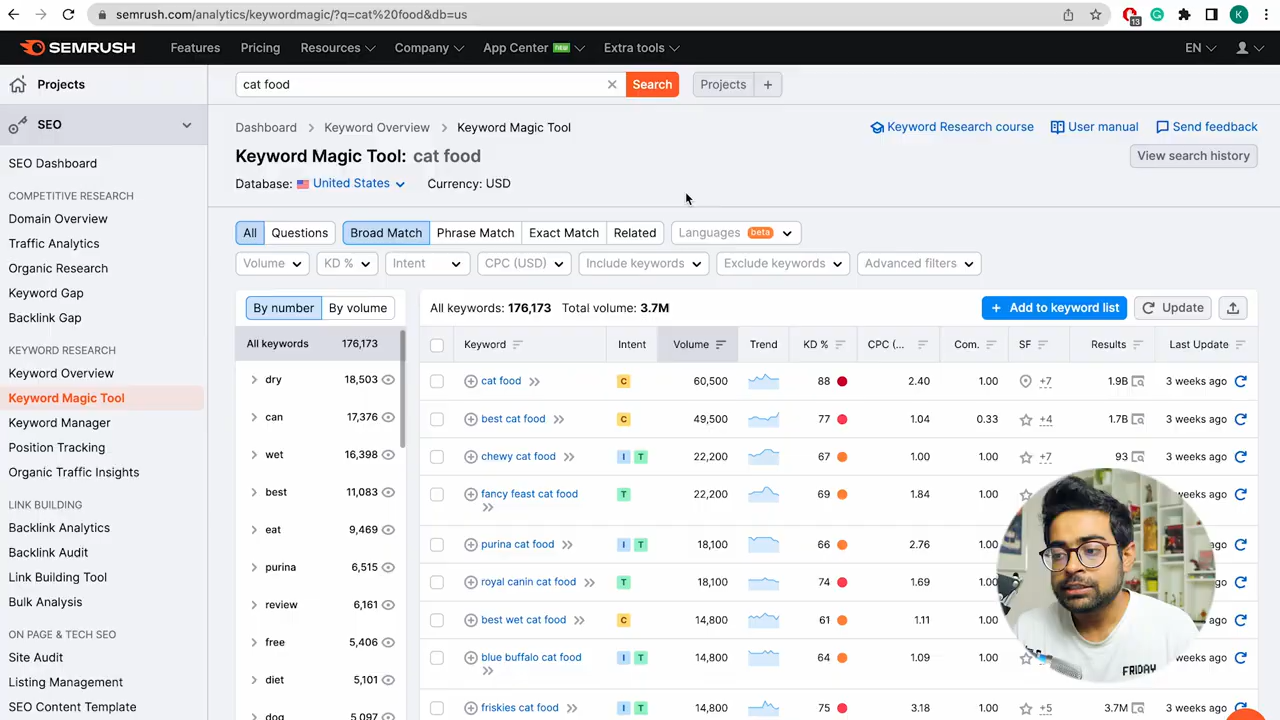 semrush.com/analytics/keywordmagic/?q=cat%20food&db=us
13
K
SEMRUSH
Features Pricing Resources Company App Center NEW Extra tools EN
Projects
cat food Search Projects +
SEO
Dashboard Keyword Overview Keyword Magic Tool
Keyword Research course User manual Send feedback
Keyword Magic Tool: cat food
View search history
Database: United States Currency: USD
SEO Dashboard
COMPETITIVE RESEARCH
Domain Overview
Traffic Analytics
Organic Research
Keyword Gap
Backlink Gap
KEYWORD RESEARCH
Keyword Overview
Keyword Magic Tool
Keyword Manager
Position Tracking
Organic Traffic Insights
LINK BUILDING
Backlink Analytics
Backlink Audit
Link Building Tool
Bulk Analysis
ON PAGE & TECH SEO
Site Audit
Listing Management
SEO Content Template
All Questions Broad Match Phrase Match Exact Match Related Languages beta
Volume KD % Intent CPC (USD) Include keywords Exclude keywords Advanced filters
By number By volume
All keywords 176,173
dry 18,503
can 17,376
wet 16,398
best 11,083
eat 9,469
purina 6,515
review 6,161
free 5,406
diet 5,101
dog 5,097
All keywords: 176,173 Total volume: 3.7M
+ Add to keyword list Update
Keyword Intent Volume Trend KD % CPC (... Com. SF Results Last Update
cat food C 60,500 88 2.40 1.00 +7 1.9B 3 weeks ago
best cat food C 49,500 77 1.04 0.33 +4 1.7B 3 weeks ago
chewy cat food I T 22,200 67 1.00 1.00 +7 93 3 weeks ago
fancy feast cat food T 22,200 69 1.84 1.00 weeks ago
purina cat food I T 18,100 66 2.76 1.00 weeks ago
royal canin cat food T 18,100 74 1.69 weeks ago
best wet cat food C 14,800 61 1.11 weeks ago
blue buffalo cat food I T 14,800 64 1.09 1.00 weeks ago
friskies cat food I T 14,800 75 3.18 1.00 +5 3.7M 3 weeks ago
FRIDAY